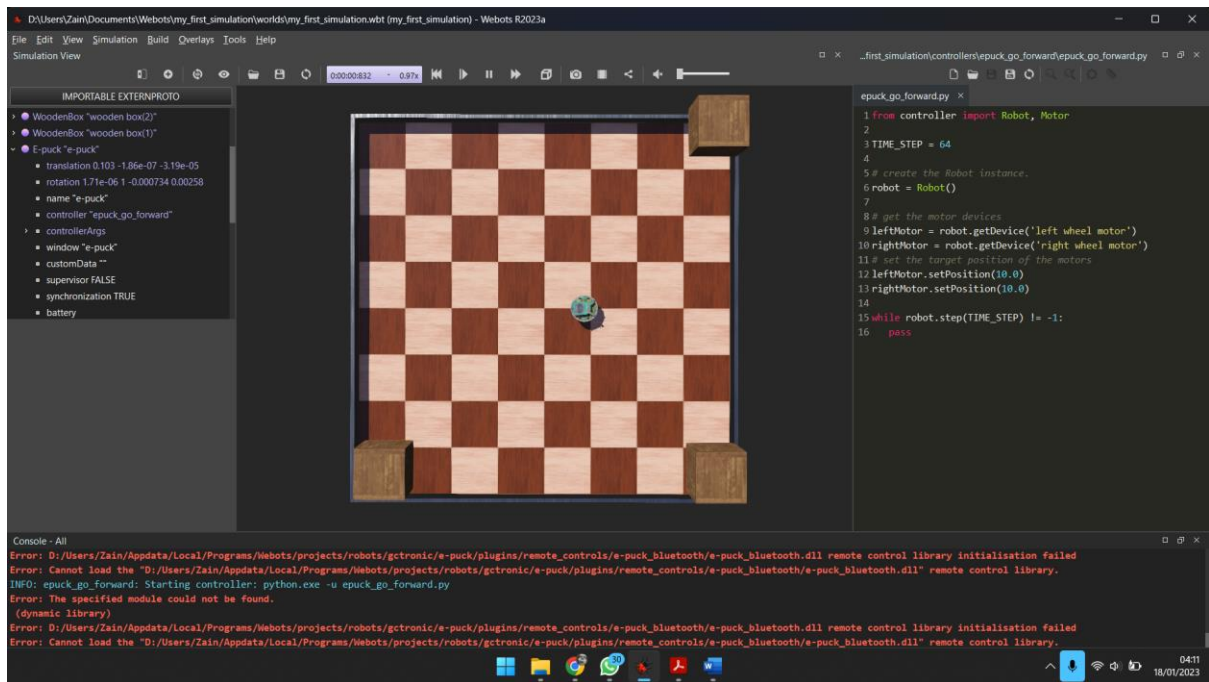 D:\Users\Zain\Documents\Webots\my_first_simulation\worlds\my_first_simulation.wbt (my_first_simulation) - Webots R2023a
File Edit View Simulation Build Overlays Tools Help
Simulation View
0:00:00:832 - 0.97x
IMPORTABLE EXTERNPROTO
WoodenBox "wooden box(2)"
WoodenBox "wooden box(1)"
E-puck "e-puck"
translation 0.103 -1.86e-07 -3.19e-05
rotation 1.71e-06 1 -0.000734 0.00258
name "e-puck"
controller "epuck_go_forward"
controllerArgs
window "e-puck"
customData ""
supervisor FALSE
synchronization TRUE
battery
...first_simulation\controllers\epuck_go_forward\epuck_go_forward.py
epuck_go_forward.py
1 from controller import Robot, Motor
2
3 TIME_STEP = 64
4
5 # create the Robot instance.
6 robot = Robot()
7
8 # get the motor devices
9 leftMotor = robot.getDevice('left wheel motor')
10 rightMotor = robot.getDevice('right wheel motor')
11 # set the target position of the motors
12 leftMotor.setPosition(10.0)
13 rightMotor.setPosition(10.0)
14
15 while robot.step(TIME_STEP) != -1:
16 pass
Console - All
Error: D:/Users/Zain/Appdata/Local/Programs/Webots/projects/robots/gctronic/e-puck/plugins/remote_controls/e-puck_bluetooth/e-puck_bluetooth.dll remote control library initialisation failed
Error: Cannot load the "D:/Users/Zain/Appdata/Local/Programs/Webots/projects/robots/gctronic/e-puck/plugins/remote_controls/e-puck_bluetooth/e-puck_bluetooth.dll" remote control library.
INFO: epuck_go_forward: Starting controller: python.exe -u epuck_go_forward.py
Error: The specified module could not be found.
(dynamic library)
Error: D:/Users/Zain/Appdata/Local/Programs/Webots/projects/robots/gctronic/e-puck/plugins/remote_controls/e-puck_bluetooth/e-puck_bluetooth.dll remote control library initialisation failed
Error: Cannot load the "D:/Users/Zain/Appdata/Local/Programs/Webots/projects/robots/gctronic/e-puck/plugins/remote_controls/e-puck_bluetooth/e-puck_bluetooth.dll" remote control library.
30
04:11
18/01/2023